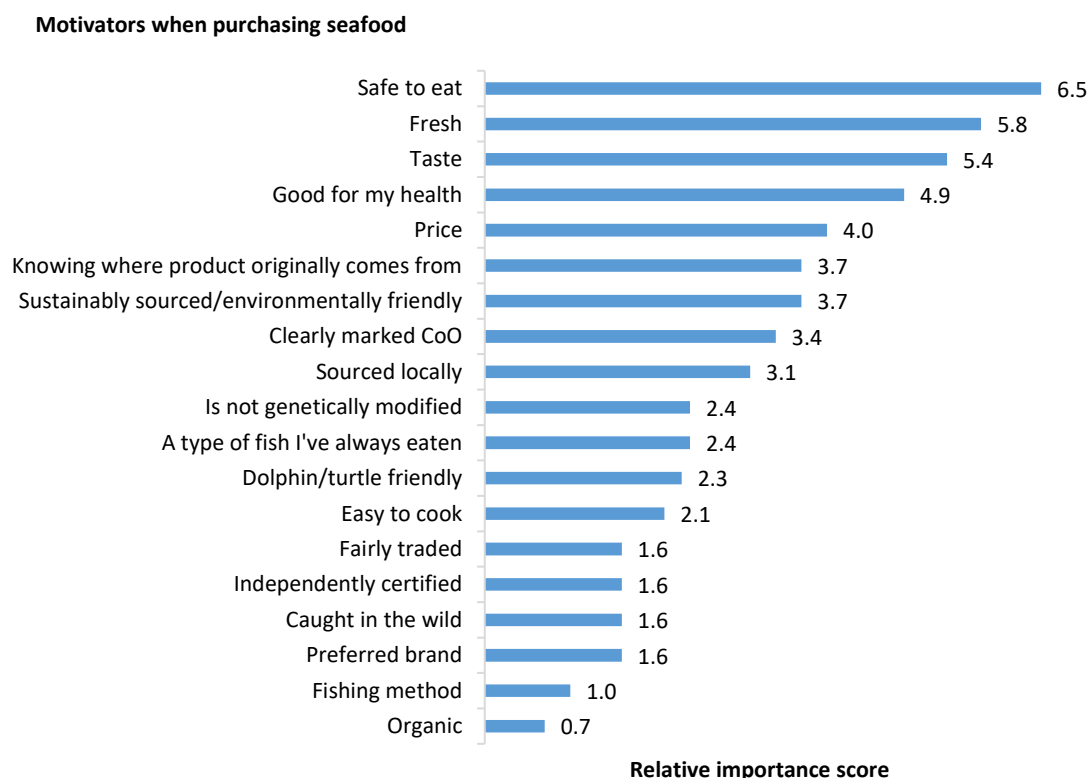 Motivators when purchasing seafood
Safe to eat 6.5
Fresh 5.8
Taste 5.4
Good for my health 4.9
Price 4.0
Knowing where product originally comes from 3.7
Sustainably sourced/environmentally friendly 3.7
Clearly marked CoO 3.4
Sourced locally 3.1
Is not genetically modified 2.4
A type of fish I've always eaten 2.4
Dolphin/turtle friendly 2.3
Easy to cook 2.1
Fairly traded 1.6
Independently certified 1.6
Caught in the wild 1.6
Preferred brand 1.6
Fishing method 1.0
Organic 0.7
Relative importance score